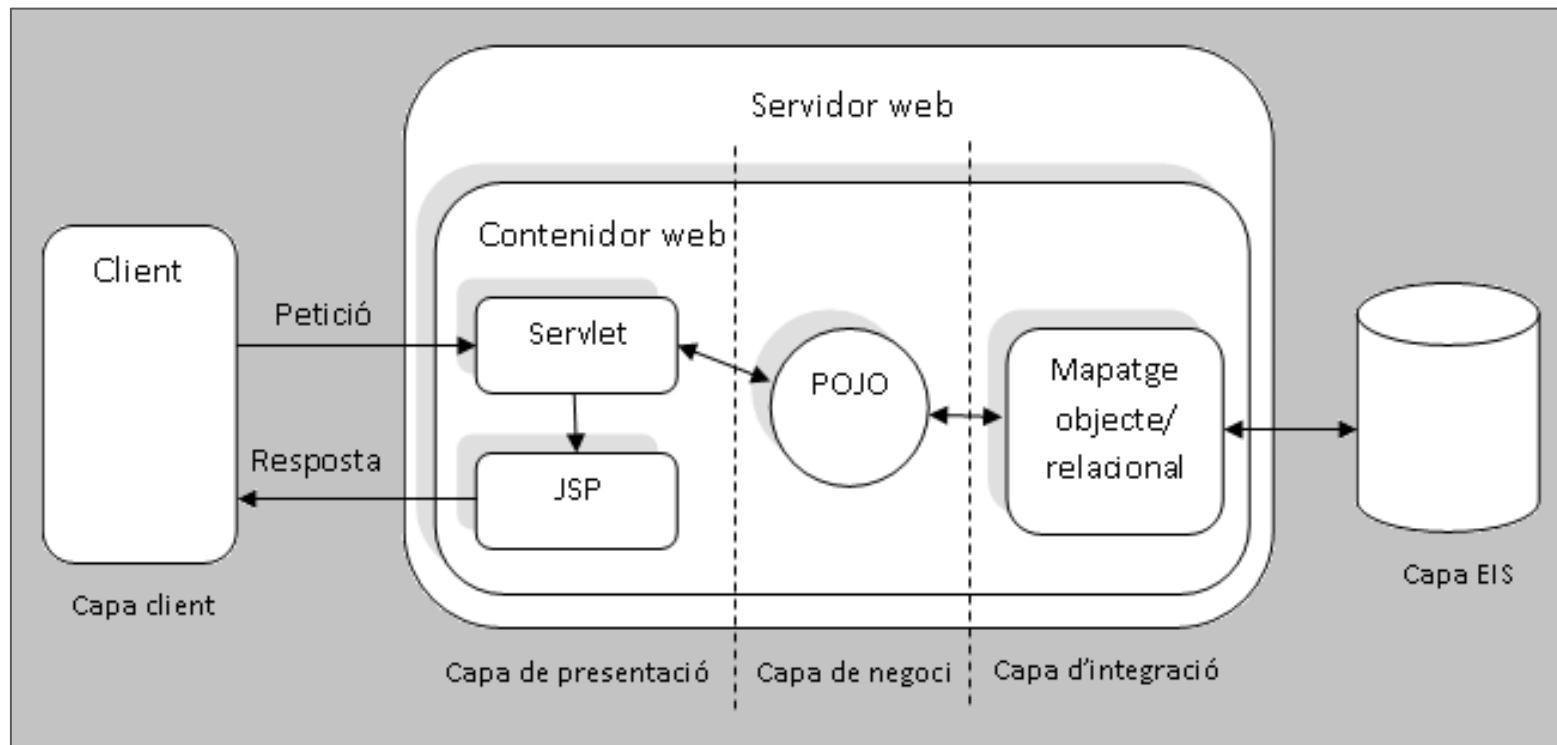 Servidor web
Contenidor web
Client
Petició
Servlet
POJO
Mapatge
objecte/
relacional
Resposta
JSP
Capa client
Capa EIS
Capa de presentació
Capa de negoci
Capa d'integració